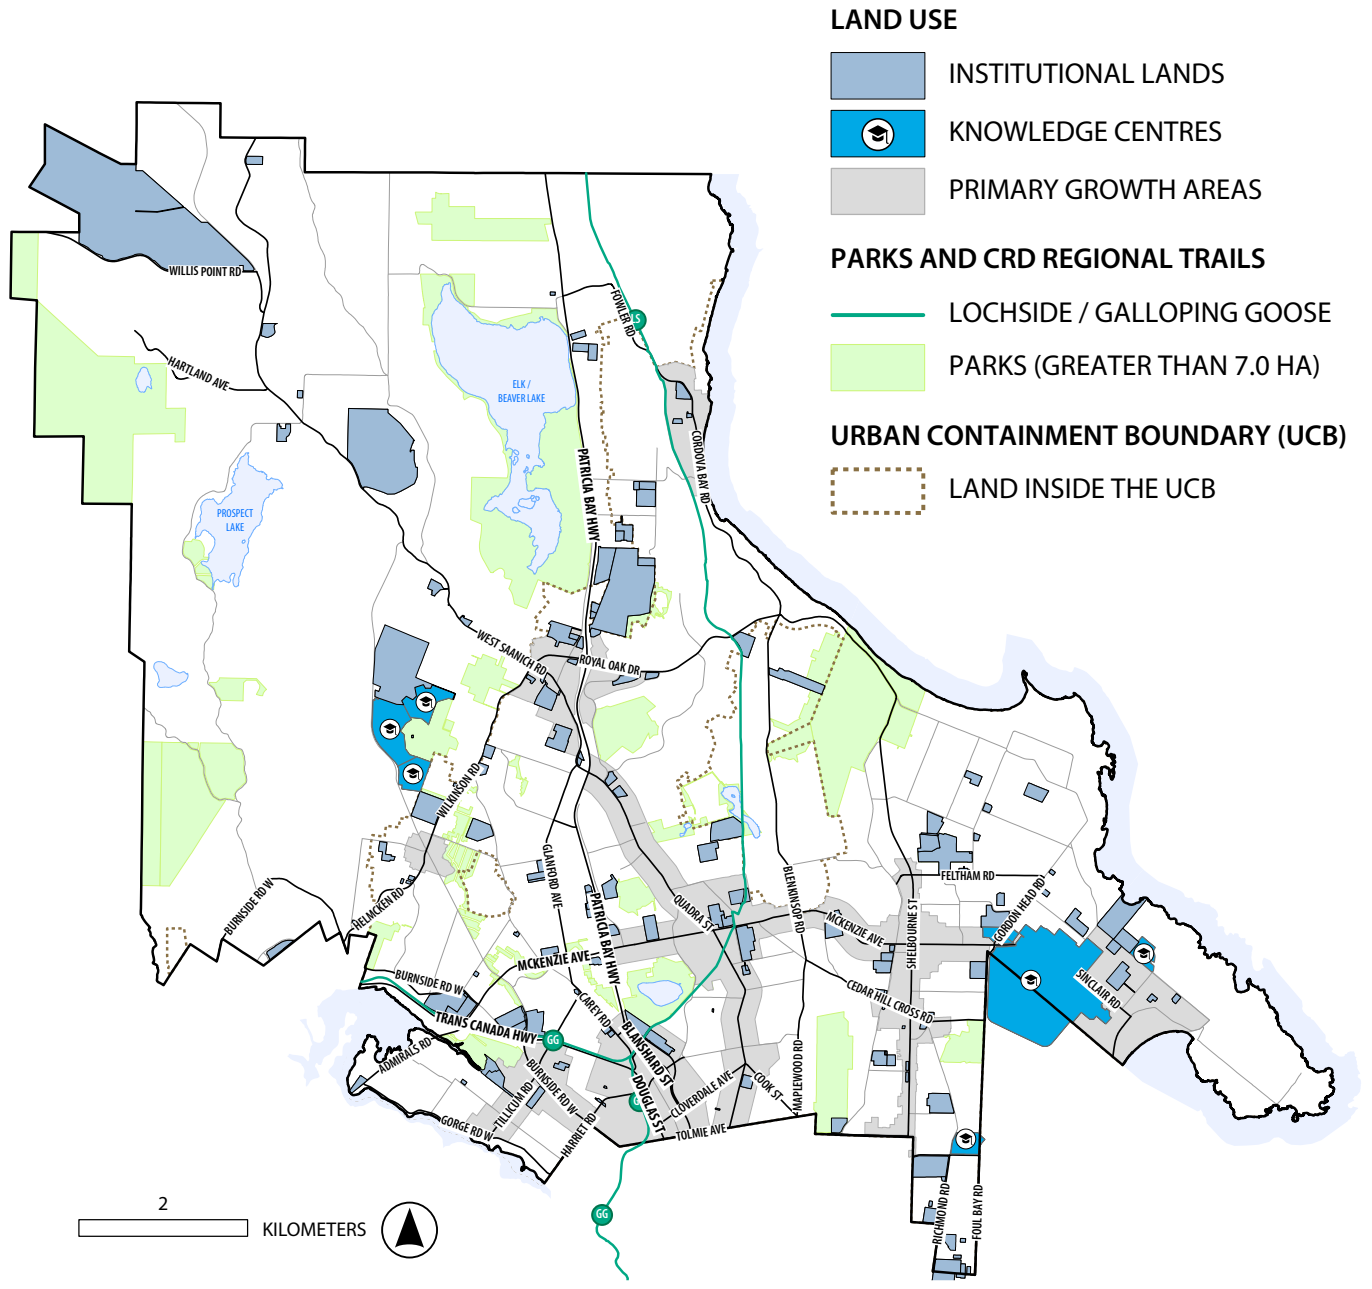 LAND USE
INSTITUTIONAL LANDS
KNOWLEDGE CENTRES
PRIMARY GROWTH AREAS
PARKS AND CRD REGIONAL TRAILS
LOCHSIDE / GALLOPING GOOSE
PARKS (GREATER THAN 7.0 HA)
URBAN CONTAINMENT BOUNDARY (UCB)
LAND INSIDE THE UCB
WILLIS POINT RD
HARTLAND AVE
FOWLER RD
LS
ELK /
BEAVER LAKE
PATRICIA BAY HWY
CORDOVA BAY RD
PROSPECT
LAKE
WEST SAANICH RD
ROYAL OAK DR
WILKINSON RD
GLANFORD AVE
BURNSIDE RD W
HELMCKEN RD
PATRICIA BAY HWY
QUADRA ST
BLENKINSOP RD
MCKENZIE AVE
SHELBOURNE ST
FELTHAM RD
GORDON HEAD RD
MCKENZIE AVE
BURNSIDE RD W
CAREY RD
CEDAR HILL CROSS RD
SINCLAIR RD
TRANS CANADA HWY
GG
ADMIRALS RD
BLANSHARD ST
BURNSIDE RD W
DOUGLAS ST
CLOVERDALE AVE
COOK ST
MAPLEWOOD RD
TILLICUM RD
GORGE RD W
HARRIET RD
TOLMIE AVE
RICHMOND RD
FOUL BAY RD
GG
2
KILOMETERS